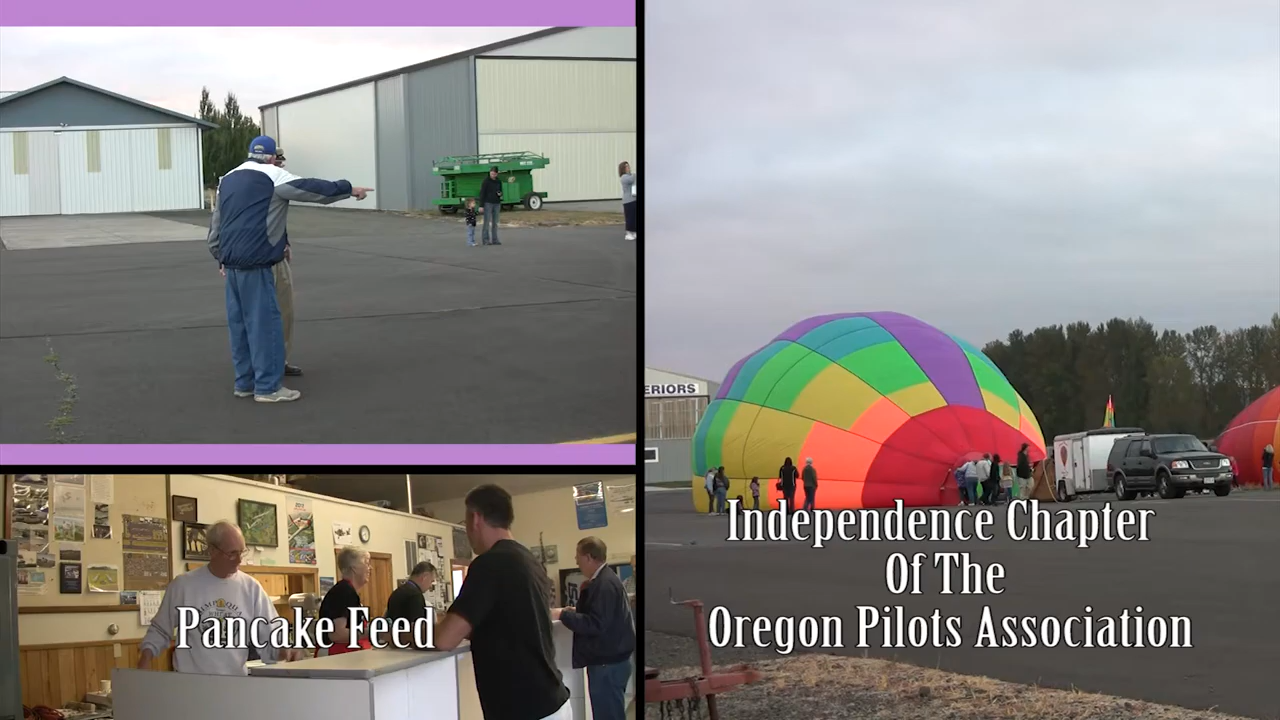 ERIORS
Pancake Feed
Independence Chapter
Of The
Oregon Pilots Association